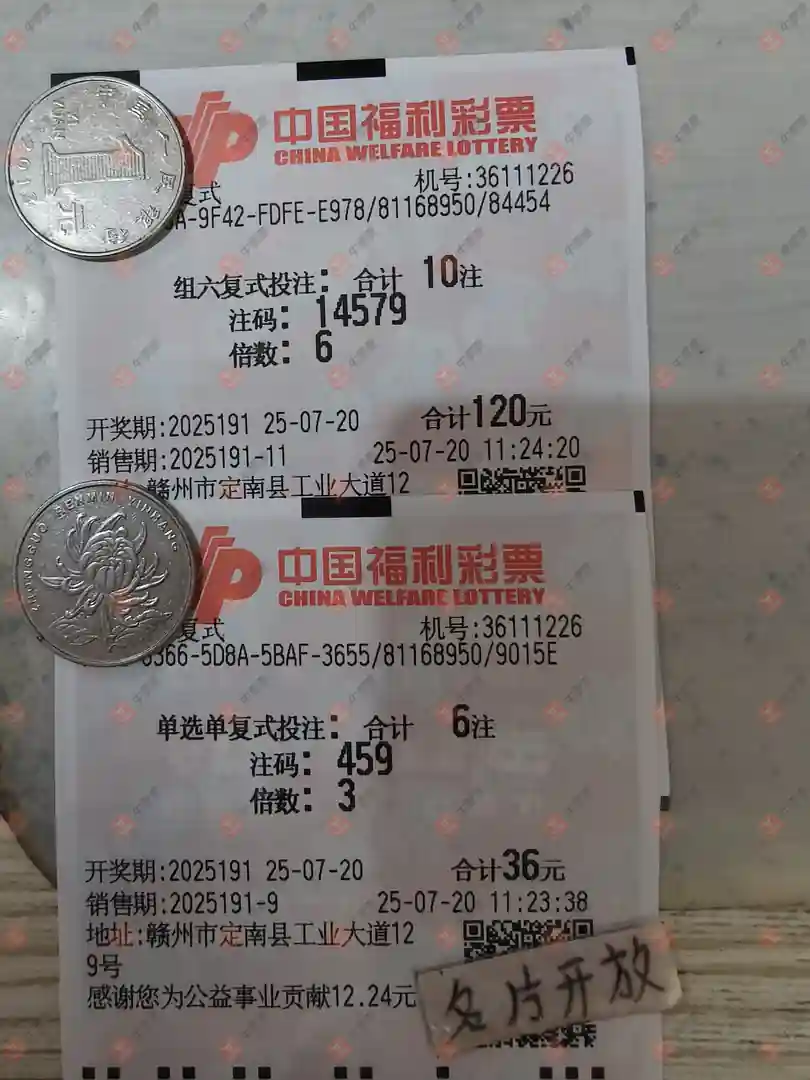 中国福利彩票
CHINA WELFARE LOTTERY
机号:36111226
复式
A-9F42-FDFE-E978/81168950/84454
组六复式投注: 合计 10注
注码: 14579
倍数: 6
开奖期:2025191 25-07-20 合计120元
销售期:2025191-11 25-07-20 11:24:20
赣州市定南县工业大道12
1
元
2013
ZHONGGUO RENMIN YINHANG
中国福利彩票
CHINA WELFARE LOTTERY
机号:36111226
复式
6366-5D8A-5BAF-3655/81168950/9015E
单选单复式投注: 合计 6注
注码: 459
倍数: 3
开奖期:2025191 25-07-20 合计36元
销售期:2025191-9 25-07-20 11:23:38
地址:赣州市定南县工业大道12
9号
感谢您为公益事业贡献12.24元
名片开放